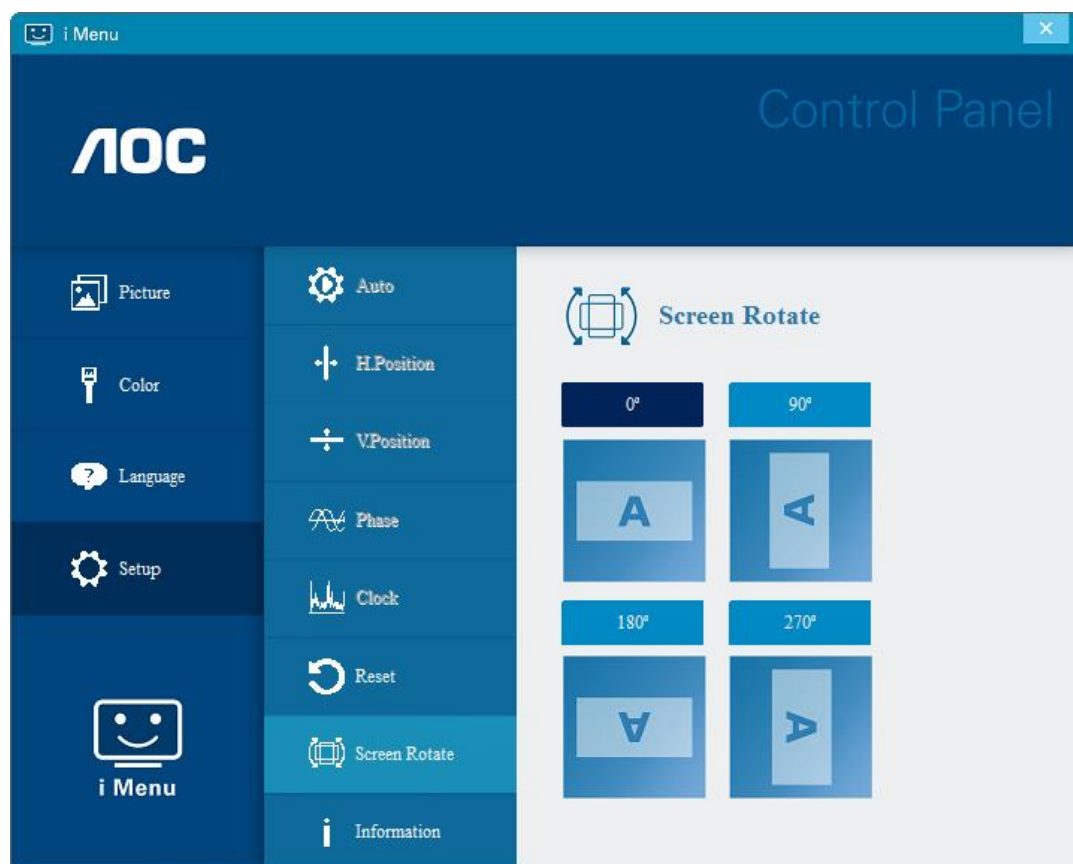 i Menu
×
AOC
Control Panel
Picture
Color
Language
Setup
i Menu
Auto
H.Position
V.Position
Phase
Clock
Reset
Screen Rotate
Information
Screen Rotate
0° 90°
A A
180° 270°
A A